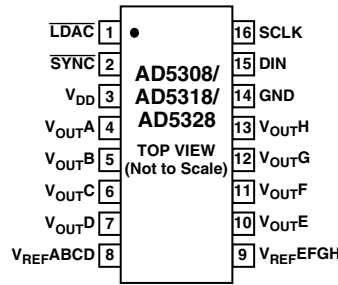 LDAC 1
SYNC 2
VDD 3
VOUTA 4
VOUTB 5
VOUTC 6
VOUTD 7
VREFABCD 8
AD5308/
AD5318/
AD5328
TOP VIEW
(Not to Scale)
16 SCLK
15 DIN
14 GND
13 VOUTH
12 VOUTG
11 VOUTF
10 VOUTE
9 VREFEFGH